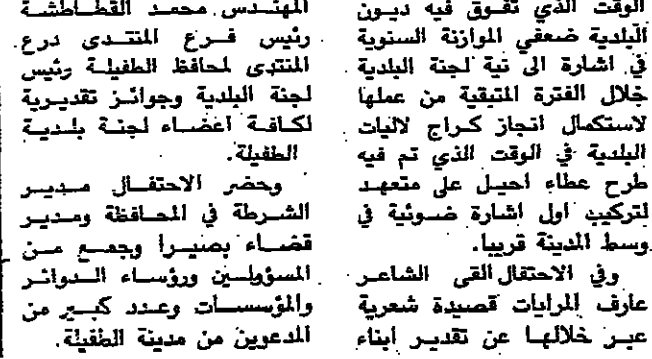 الوقت الذي تفوق فيه ديون
البلدية ضعفي الموازنة السنوية
في اشارة الى نية لجنة البلدية
خلال الفترة المتبقية من عملها
لاستكمال انجاز كراج لاليات
البلدية في الوقت الذي تم فيه
طرح عطاء احيل على متعهد
لتركيب اول اشارة ضوئية في
وسط المدينة قريبا.
وفي الاحتفال القى الشاعر
عارف المرايات قصيدة شعرية
عبر خلالها عن تقدير ابناء
المهندس محمد القطاطشة
رئيس فرع المنتدى درع
المنتدى لمحافظ الطفيلة رئيس
لجنة البلدية وجوائز تقديرية
لكافة اعضاء لجنة بلدية
الطفيلة.
وحضر الاحتفال مدير
الشرطة في المحافظة ومدير
قضاء بصيرا وجمع من
المسؤولين ورؤساء الدوائر
والمؤسسات وعدد كبير من
المدعوين من مدينة الطفيلة.